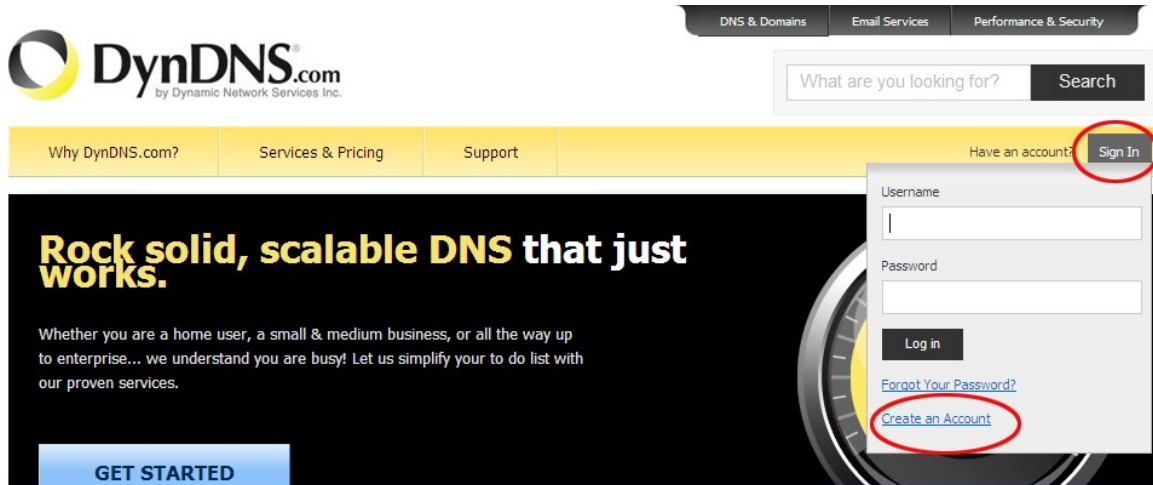 DNS & Domains
Email Services
Performance & Security
DynDNS.com
by Dynamic Network Services Inc.
What are you looking for?
Search
Why DynDNS.com?
Services & Pricing
Support
Have an account?
Sign In
Username
Password
Log in
Forgot Your Password?
Create an Account
Rock solid, scalable DNS that just
works.
Whether you are a home user, a small & medium business, or all the way up
to enterprise... we understand you are busy! Let us simplify your to do list with
our proven services.
GET STARTED